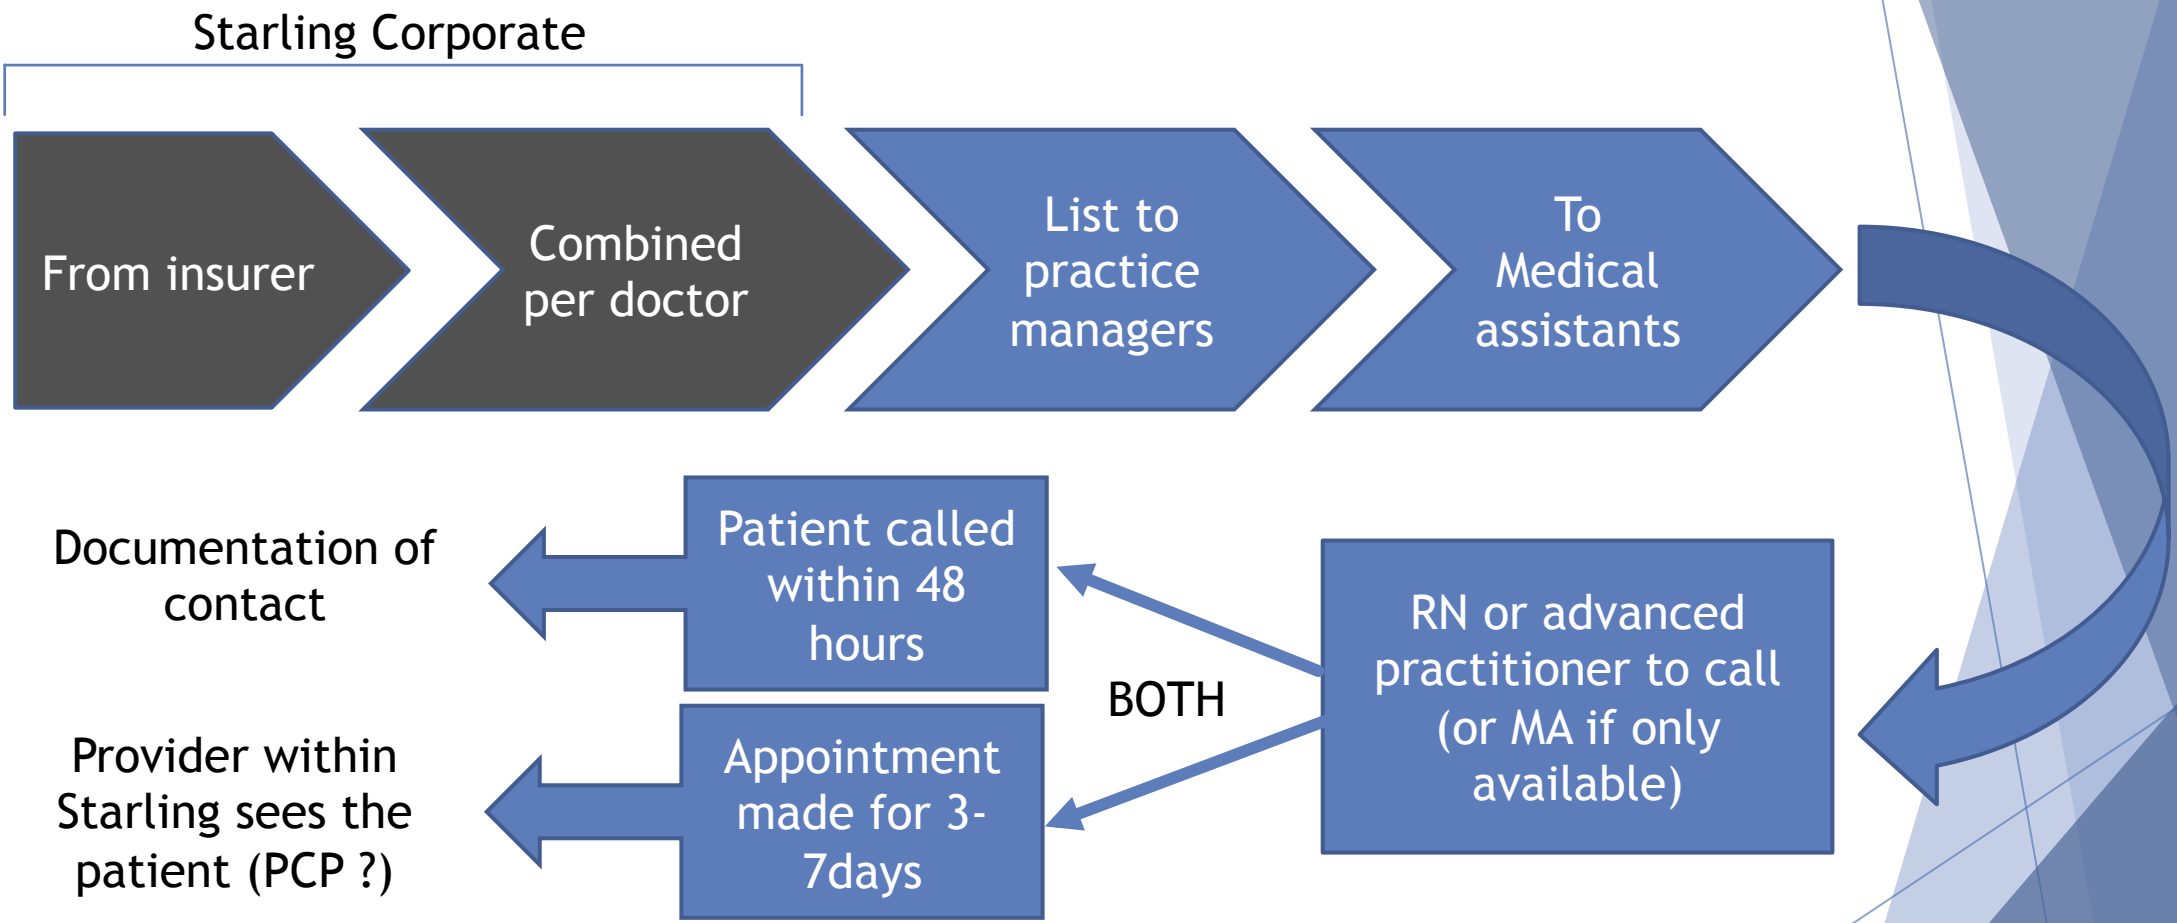 Starling Corporate
From insurer
Combined
per doctor
List to
practice
managers
To
Medical
assistants
RN or advanced
practitioner to call
(or MA if only
available)
BOTH
Patient called
within 48
hours
Documentation of
contact
Appointment
made for 3-
7days
Provider within
Starling sees the
patient (PCP ?)